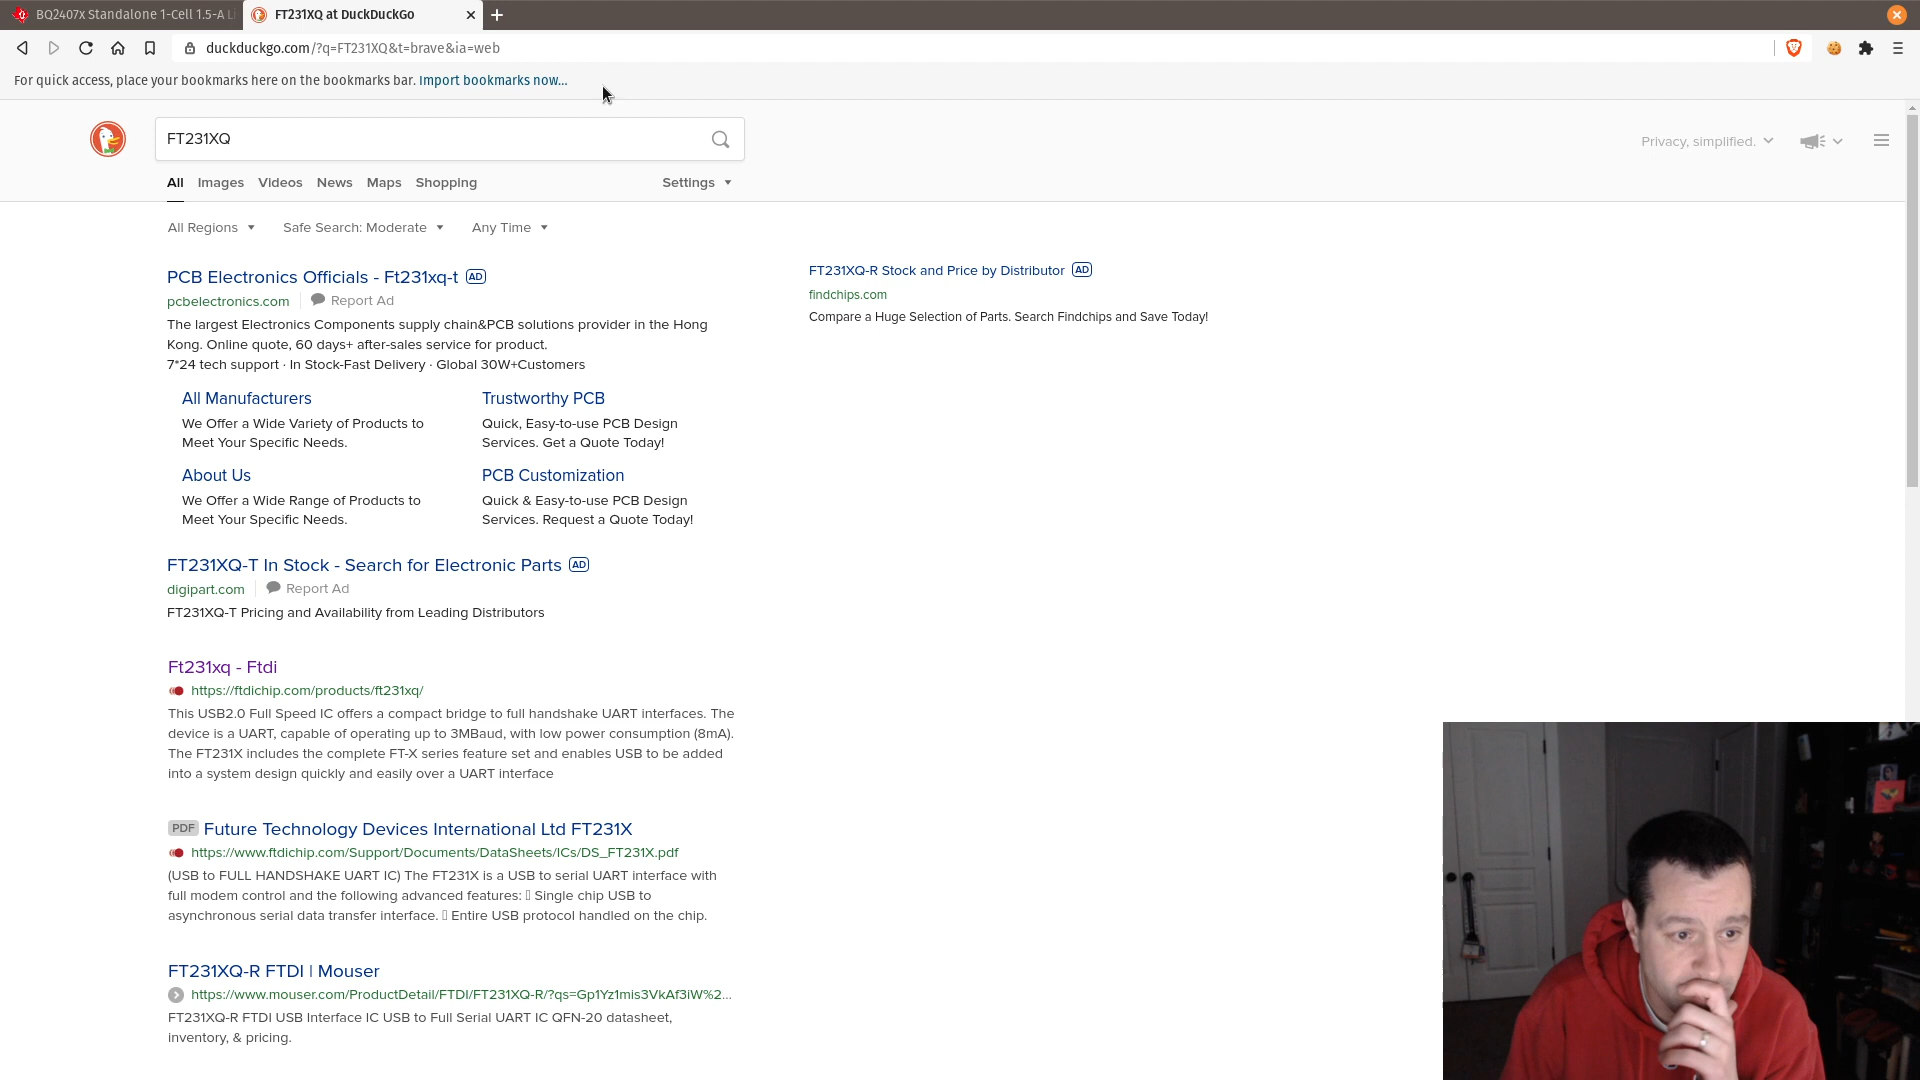 BQ2407x Standalone 1-Cell 1.5-A L
FT231XQ at DuckDuckGo
duckduckgo.com/?q=FT231XQ&t=brave&ia=web
For quick access, place your bookmarks here on the bookmarks bar. Import bookmarks now...
FT231XQ
Privacy, simplified.
All Images Videos News Maps Shopping Settings
All Regions Safe Search: Moderate Any Time
PCB Electronics Officials - Ft231xq-t AD
pcbelectronics.com Report Ad
The largest Electronics Components supply chain&PCB solutions provider in the Hong
Kong. Online quote, 60 days+ after-sales service for product.
7*24 tech support · In Stock-Fast Delivery · Global 30W+Customers
All Manufacturers
We Offer a Wide Variety of Products to
Meet Your Specific Needs.
Trustworthy PCB
Quick, Easy-to-use PCB Design
Services. Get a Quote Today!
About Us
We Offer a Wide Range of Products to
Meet Your Specific Needs.
PCB Customization
Quick & Easy-to-use PCB Design
Services. Request a Quote Today!
FT231XQ-T In Stock - Search for Electronic Parts AD
digipart.com Report Ad
FT231XQ-T Pricing and Availability from Leading Distributors
Ft231xq - Ftdi
https://ftdichip.com/products/ft231xq/
This USB2.0 Full Speed IC offers a compact bridge to full handshake UART interfaces. The
device is a UART, capable of operating up to 3MBaud, with low power consumption (8mA).
The FT231X includes the complete FT-X series feature set and enables USB to be added
into a system design quickly and easily over a UART interface
PDF Future Technology Devices International Ltd FT231X
https://www.ftdichip.com/Support/Documents/DataSheets/ICs/DS_FT231X.pdf
(USB to FULL HANDSHAKE UART IC) The FT231X is a USB to serial UART interface with
full modem control and the following advanced features: Single chip USB to
asynchronous serial data transfer interface. Entire USB protocol handled on the chip.
FT231XQ-R FTDI | Mouser
https://www.mouser.com/ProductDetail/FTDI/FT231XQ-R/?qs=Gp1Yz1mis3VkAf3iW%2...
FT231XQ-R FTDI USB Interface IC USB to Full Serial UART IC QFN-20 datasheet,
inventory, & pricing.
FT231XQ-R Stock and Price by Distributor AD
findchips.com
Compare a Huge Selection of Parts. Search Findchips and Save Today!